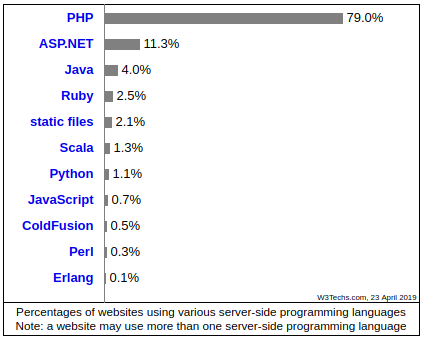 PHP 79.0%
ASP.NET 11.3%
Java 4.0%
Ruby 2.5%
static files 2.1%
Scala 1.3%
Python 1.1%
JavaScript 0.7%
ColdFusion 0.5%
Perl 0.3%
Erlang 0.1%
W3Techs.com, 23 April 2019
Percentages of websites using various server-side programming languages
Note: a website may use more than one server-side programming language